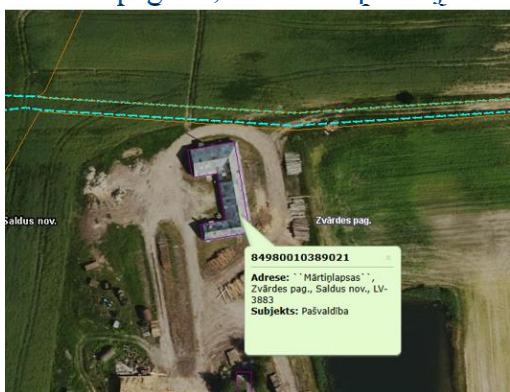 Saldus nov.
Zvārdes pag.
84980010389021
Adrese: ``Mārtiņlapsas``,
Zvārdes pag., Saldus nov., LV-
3883
Subjekts: Pašvaldība